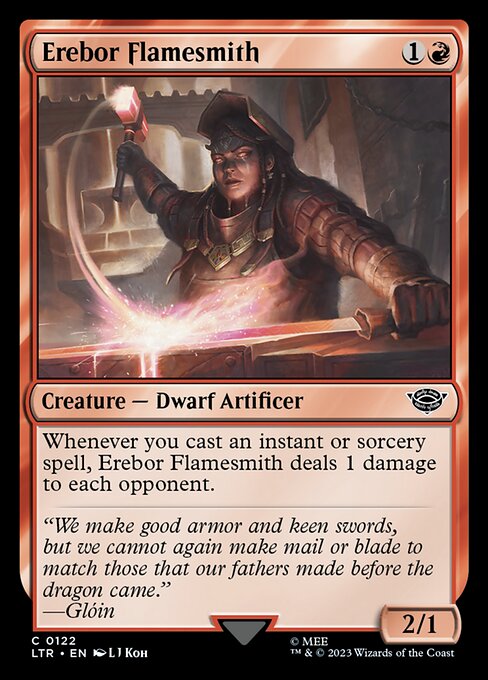 Erebor Flamesmith 1
Creature — Dwarf Artificer
Whenever you cast an instant or sorcery
spell, Erebor Flamesmith deals 1 damage
to each opponent.
“We make good armor and keen swords,
but we cannot again make mail or blade to
match those that our fathers made before the
dragon came.”
—Glóin
2/1
C 0122
LTR • EN LJ Koh
© MEE
™ & © 2023 Wizards of the Coast